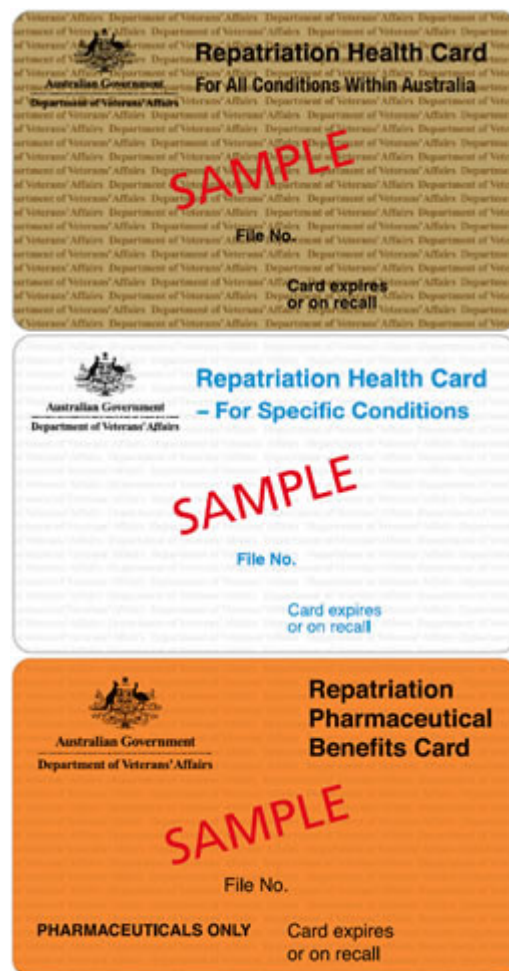 Repatriation Health Card
For All Conditions Within Australia
Australian Government
Department of Veterans' Affairs
SAMPLE
File No.
Card expires
or on recall
Repatriation Health Card
– For Specific Conditions
Australian Government
Department of Veterans' Affairs
SAMPLE
File No.
Card expires
or on recall
Repatriation
Pharmaceutical
Benefits Card
Australian Government
Department of Veterans' Affairs
SAMPLE
File No.
PHARMACEUTICALS ONLY
Card expires
or on recall